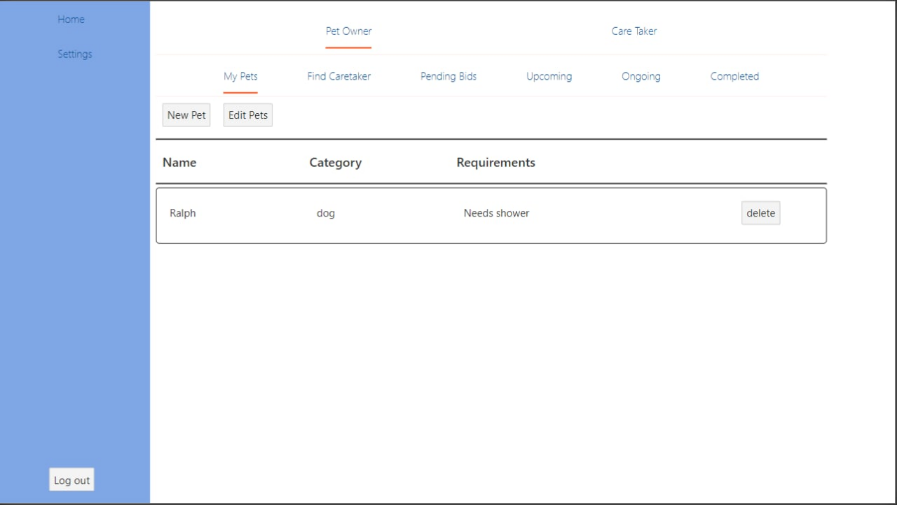 Home
Settings
Pet Owner Care Taker
My Pets Find Caretaker Pending Bids Upcoming Ongoing Completed
New Pet Edit Pets
Name Category Requirements
Ralph dog Needs shower delete
Log out